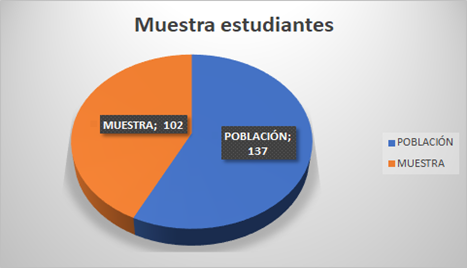 Muestra estudiantes
MUESTRA; 102
POBLACIÓN;
137
POBLACIÓN
MUESTRA